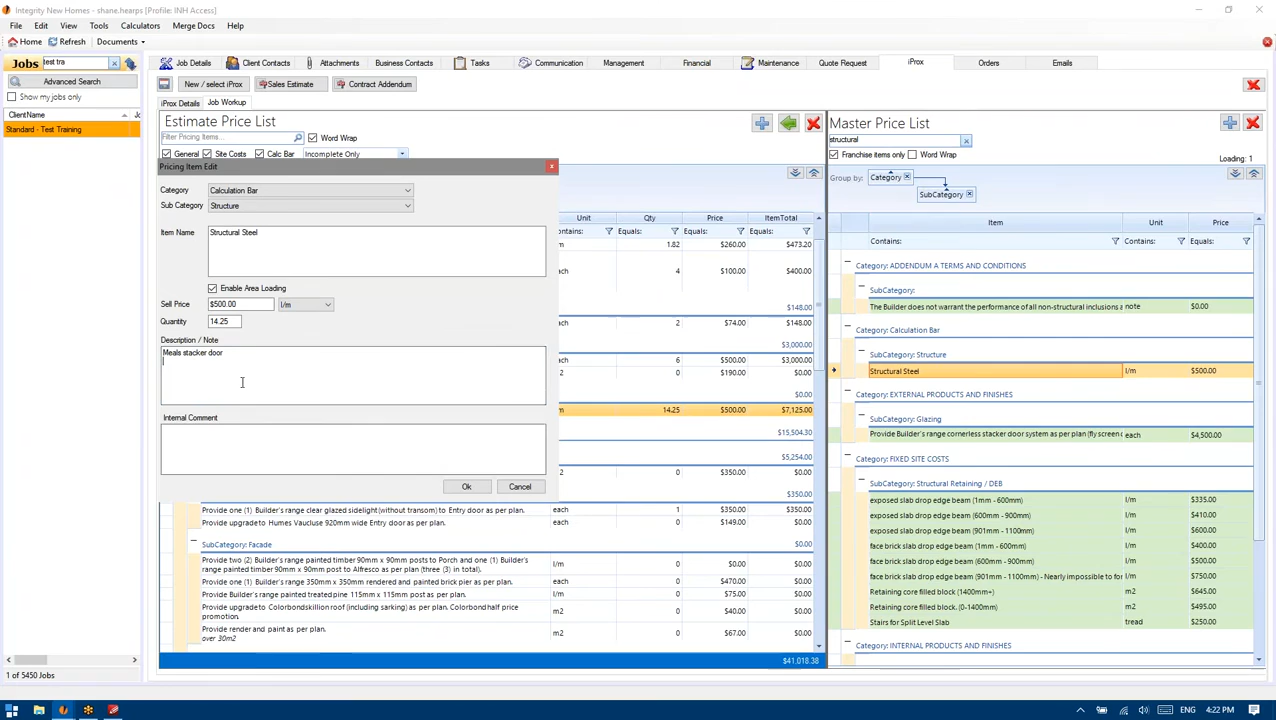 Integrity New Homes - shane.hearps [Profile: INH Access]
File Edit View Tools Calculators Merge Docs Help
Home Refresh Documents
Jobs test tra
Advanced Search
Show my jobs only
ClientName
Standard - Test Training
1 of 5450 Jobs
Job Details Client Contacts Attachments Business Contacts Tasks Communication Management Financial Maintenance Quote Request iProx Orders Emails
New / select iProx Sales Estimate Contract Addendum
iProx Details Job Workup
Estimate Price List
Filter Pricing Items... Word Wrap
General Site Costs Calc Bar Incomplete Only
Pricing Item Edit
Category Calculation Bar
Sub Category Structure
Item Name Structural Steel
Enable Area Loading
Sell Price $500.00 l/m
Quantity 14.25
Description / Note
Meals stacker door
Internal Comment
Ok Cancel
Unit Qty Price ItemTotal
Contains: Equals: Equals: Equals:
1.82 $260.00 $473.20
each 4 $100.00 $400.00
$148.00
each 2 $74.00 $148.00
$3,000.00
each 6 $500.00 $3,000.00
0 $190.00 $0.00
$0.00
14.25 $500.00 $7,125.00
$15,504.30
$5,254.00
0 $350.00 $0.00
$350.00
Provide one (1) Builder's range clear glazed sidelight (without transom) to Entry door as per plan. each 1 $350.00 $350.00
Provide upgrade to Humes Vaucluse 920mm wide Entry door as per plan. each 0 $149.00 $0.00
SubCategory: Facade $0.00
Provide two (2) Builder's range painted timber 90mm x 90mm posts to Porch and one (1) Builder's
range painted timber 90mm x 90mm post to Alfresco as per plan (three (3) in total). l/m 0 $0.00 $0.00
Provide one (1) Builder's range 350mm x 350mm rendered and painted brick pier as per plan. each 0 $470.00 $0.00
Provide Builder's range painted treated pine 115mm x 115mm post as per plan. l/m 0 $75.00 $0.00
Provide upgrade to Colorbond skillion roof (including sarking) as per plan. Colorbond half price
promotion. m2 0 $40.00 $0.00
Provide render and paint as per plan.
over 30m2 m2 0 $67.00 $0.00
$41,018.38
Master Price List
structural
Franchise items only Word Wrap Loading: 1
Group by: Category
SubCategory
Item Unit Price
Contains: Contains: Equals:
Category: ADDENDUM A TERMS AND CONDITIONS
SubCategory:
The Builder does not warrant the performance of all non-structural inclusions a note $0.00
Category: Calculation Bar
SubCategory: Structure
Structural Steel l/m $500.00
Category: EXTERNAL PRODUCTS AND FINISHES
SubCategory: Glazing
Provide Builder's range cornerless stacker door system as per plan (fly screen each $4,500.00
Category: FIXED SITE COSTS
SubCategory: Structural Retaining / DEB
exposed slab drop edge beam (1mm - 600mm) l/m $335.00
exposed slab drop edge beam (600mm - 900mm) l/m $410.00
exposed slab drop edge beam (901mm - 1100mm) l/m $600.00
face brick slab drop edge beam (1mm - 600mm) l/m $400.00
face brick slab drop edge beam (600mm - 900mm) l/m $500.00
face brick slab drop edge beam (901mm - 1100mm) - Nearly impossible to for l/m $750.00
Retaining core filled block (1400mm+) m2 $645.00
Retaining core filled block. (0-1400mm) m2 $495.00
Stairs for Split Level Slab tread $250.00
Category: INTERNAL PRODUCTS AND FINISHES
ENG 4:22 PM